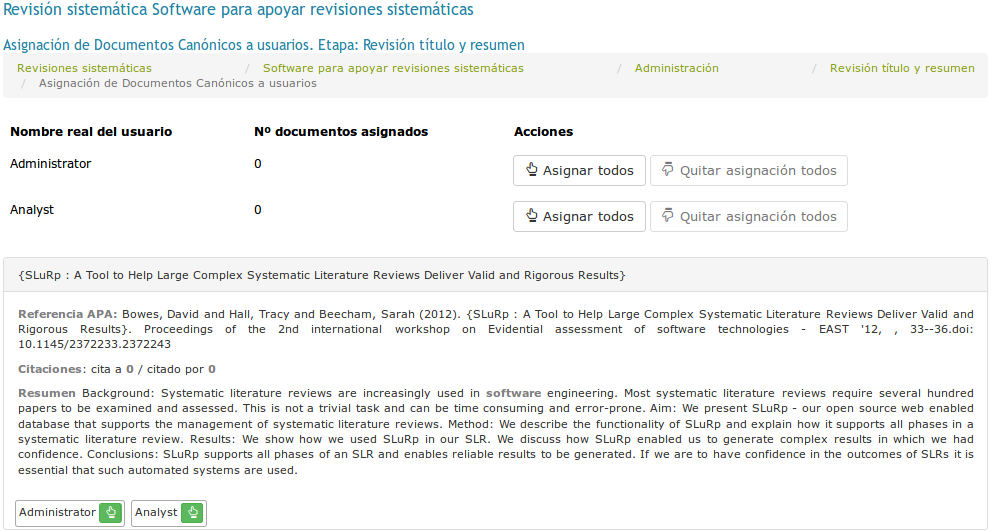 Revisión sistemática Software para apoyar revisiones sistemáticas
Asignación de Documentos Canónicos a usuarios. Etapa: Revisión título y resumen
Revisiones sistemáticas / Software para apoyar revisiones sistemáticas / Administración / Revisión título y resumen
/ Asignación de Documentos Canónicos a usuarios
Nombre real del usuario Nº documentos asignados Acciones
Administrator 0 Asignar todos Quitar asignación todos
Analyst 0 Asignar todos Quitar asignación todos
{SLuRp : A Tool to Help Large Complex Systematic Literature Reviews Deliver Valid and Rigorous Results}
Referencia APA: Bowes, David and Hall, Tracy and Beecham, Sarah (2012). {SLuRp : A Tool to Help Large Complex Systematic Literature Reviews Deliver Valid and
Rigorous Results}. Proceedings of the 2nd international workshop on Evidential assessment of software technologies - EAST '12, , 33--36.doi:
10.1145/2372233.2372243
Citaciones: cita a 0 / citado por 0
Resumen Background: Systematic literature reviews are increasingly used in software engineering. Most systematic literature reviews require several hundred
papers to be examined and assessed. This is not a trivial task and can be time consuming and error-prone. Aim: We present SLuRp - our open source web enabled
database that supports the management of systematic literature reviews. Method: We describe the functionality of SLuRp and explain how it supports all phases in a
systematic literature review. Results: We show how we used SLuRp in our SLR. We discuss how SLuRp enabled us to generate complex results in which we had
confidence. Conclusions: SLuRp supports all phases of an SLR and enables reliable results to be generated. If we are to have confidence in the outcomes of SLRs it is
essential that such automated systems are used.
Administrator Analyst